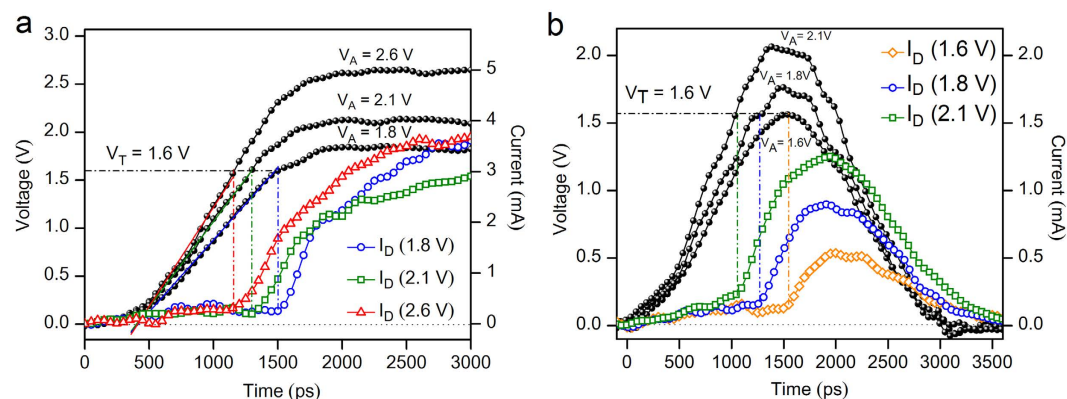 a
3.0
2.5
2.0
1.5
1.0
0.5
0.0
Voltage (V)
V_A = 2.6 V
V_A = 2.1 V
V_A = 1.8 V
V_T = 1.6 V
I_D (1.8 V)
I_D (2.1 V)
I_D (2.6 V)
5
4
3
2
1
0
Current (mA)
0 500 1000 1500 2000 2500 3000
Time (ps)
b
2.0
1.5
1.0
0.5
0.0
Voltage (V)
V_A= 2.1V
V_A= 1.8V
V_A= 1.6V
V_T = 1.6 V
I_D (1.6 V)
I_D (1.8 V)
I_D (2.1 V)
2.0
1.5
1.0
0.5
0.0
Current (mA)
0 500 1000 1500 2000 2500 3000 3500
Time (ps)